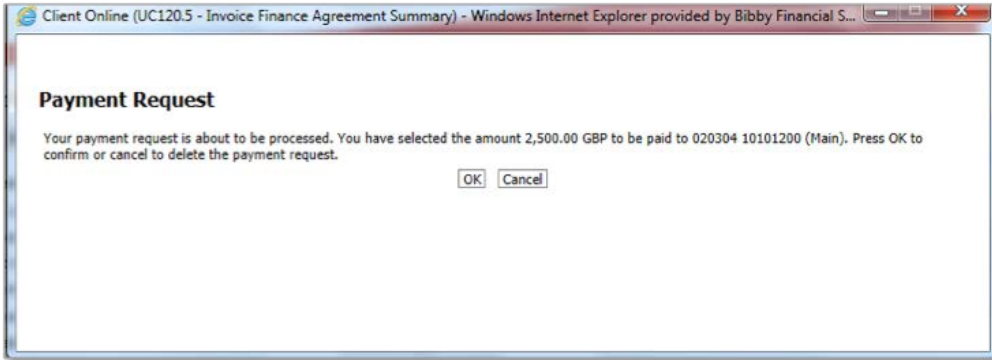 Client Online (UC120.5 - Invoice Finance Agreement Summary) - Windows Internet Explorer provided by Bibby Financial S...
Payment Request
Your payment request is about to be processed. You have selected the amount 2,500.00 GBP to be paid to 020304 10101200 (Main). Press OK to
confirm or cancel to delete the payment request.
OK Cancel